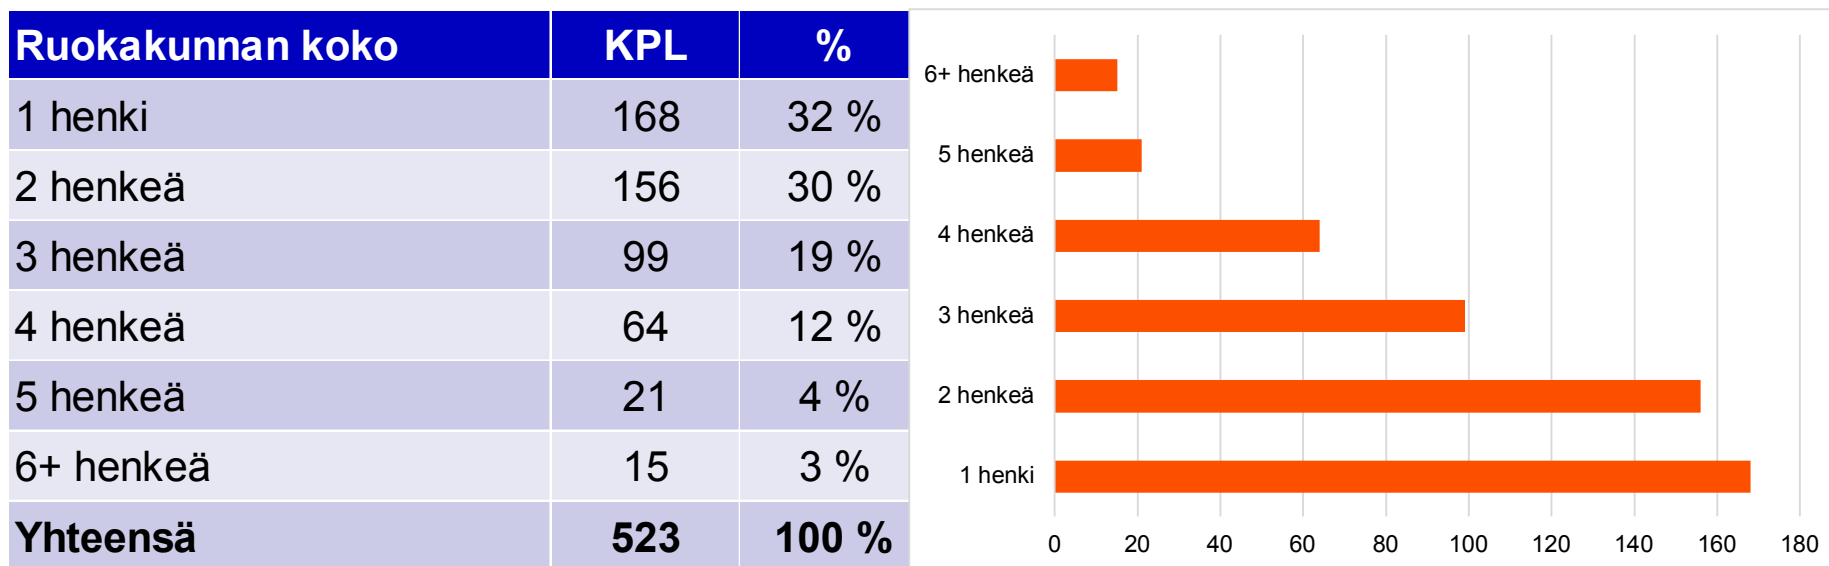 Ruokakunnan koko KPL %
1 henki 168 32 %
2 henkeä 156 30 %
3 henkeä 99 19 %
4 henkeä 64 12 %
5 henkeä 21 4 %
6+ henkeä 15 3 %
Yhteensä 523 100 %
6+ henkeä
5 henkeä
4 henkeä
3 henkeä
2 henkeä
1 henki
0 20 40 60 80 100 120 140 160 180